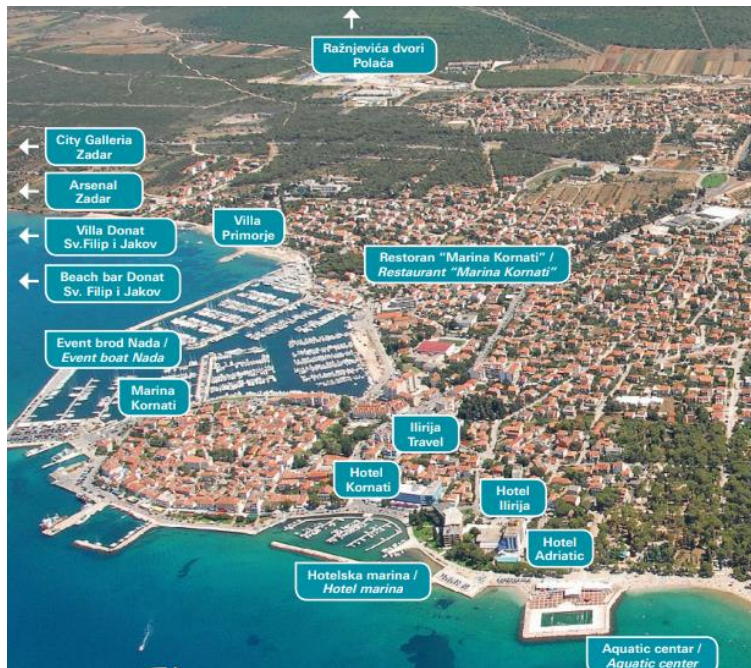 Ražnjevića dvori
Polača
City Galleria
Zadar
Arsenal
Zadar
Villa Donat
Sv.Filip i Jakov
Villa
Primorje
Restoran “Marina Kornati” /
Restaurant “Marina Kornati”
Beach bar Donat
Sv. Filip i Jakov
Event brod Nada /
Event boat Nada
Marina
Kornati
Ilirija
Travel
Hotel
Kornati
Hotel
Ilirija
Hotel
Adriatic
Hotelska marina /
Hotel marina
Aquatic centar /
Aquatic center